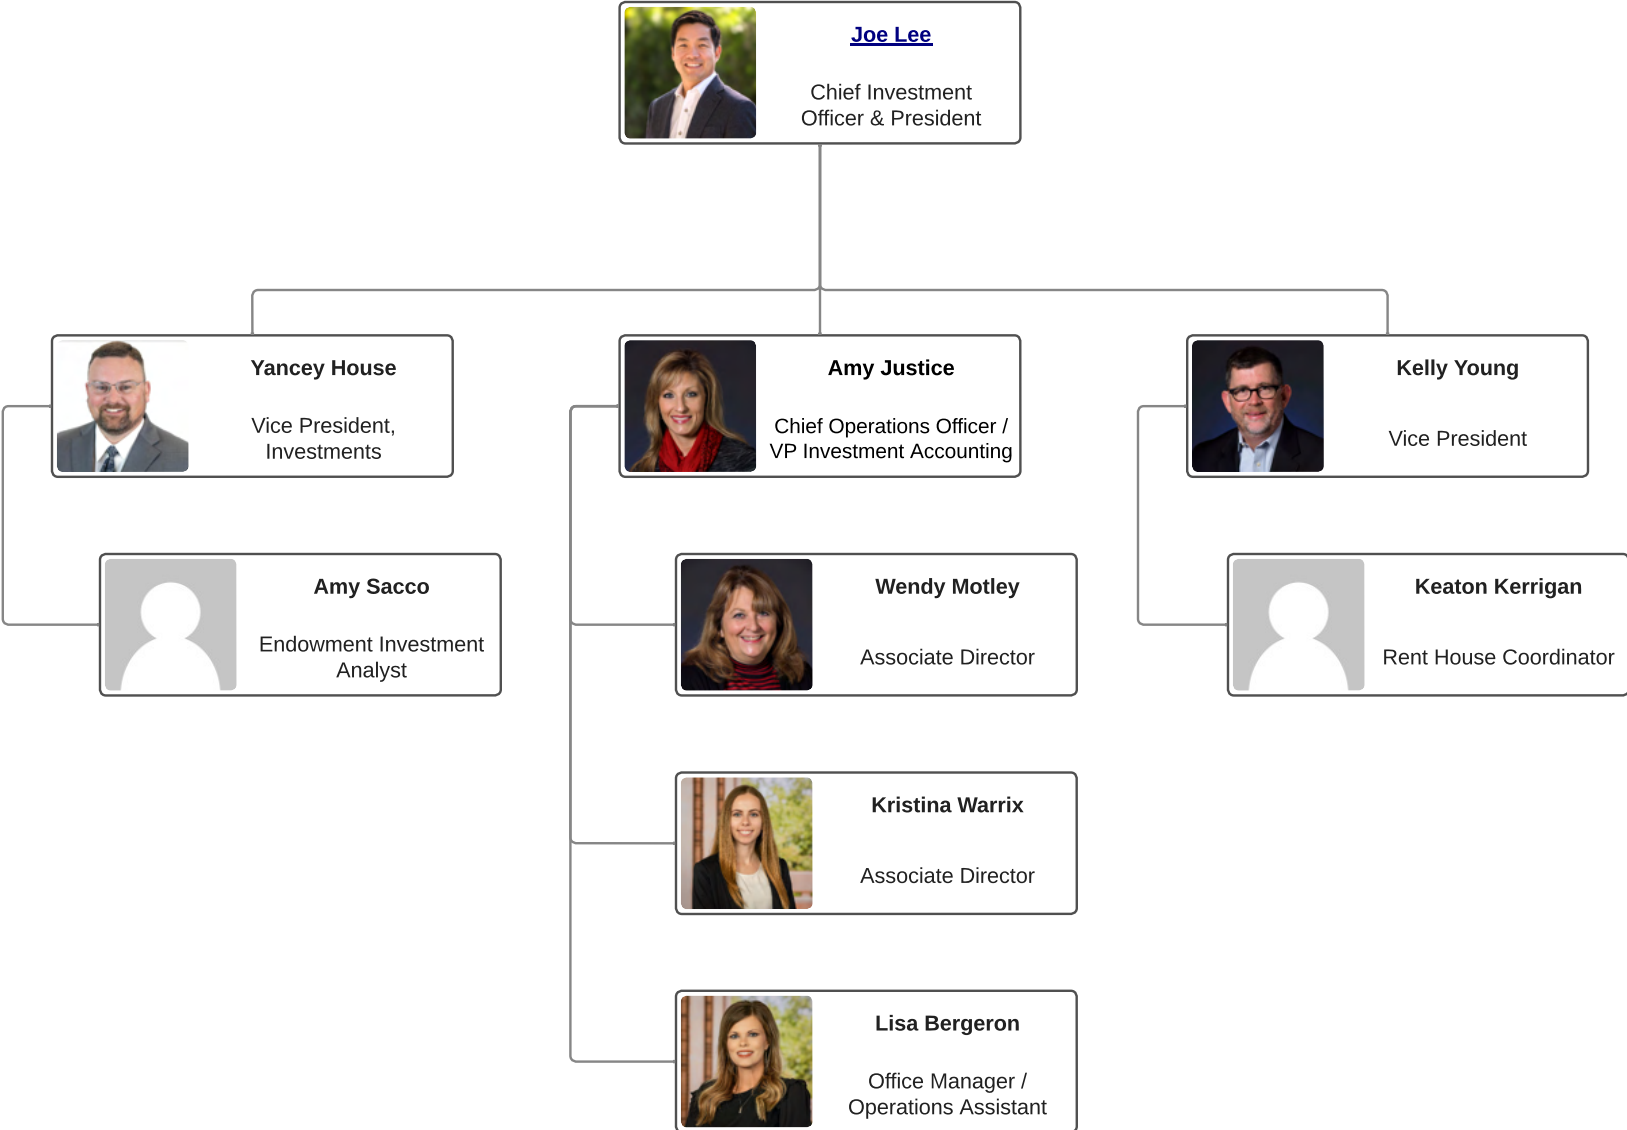 Joe Lee
Chief Investment
Officer & President
Yancey House
Vice President,
Investments
Amy Justice
Chief Operations Officer /
VP Investment Accounting
Kelly Young
Vice President
Amy Sacco
Endowment Investment
Analyst
Wendy Motley
Associate Director
Keaton Kerrigan
Rent House Coordinator
Kristina Warrix
Associate Director
Lisa Bergeron
Office Manager /
Operations Assistant